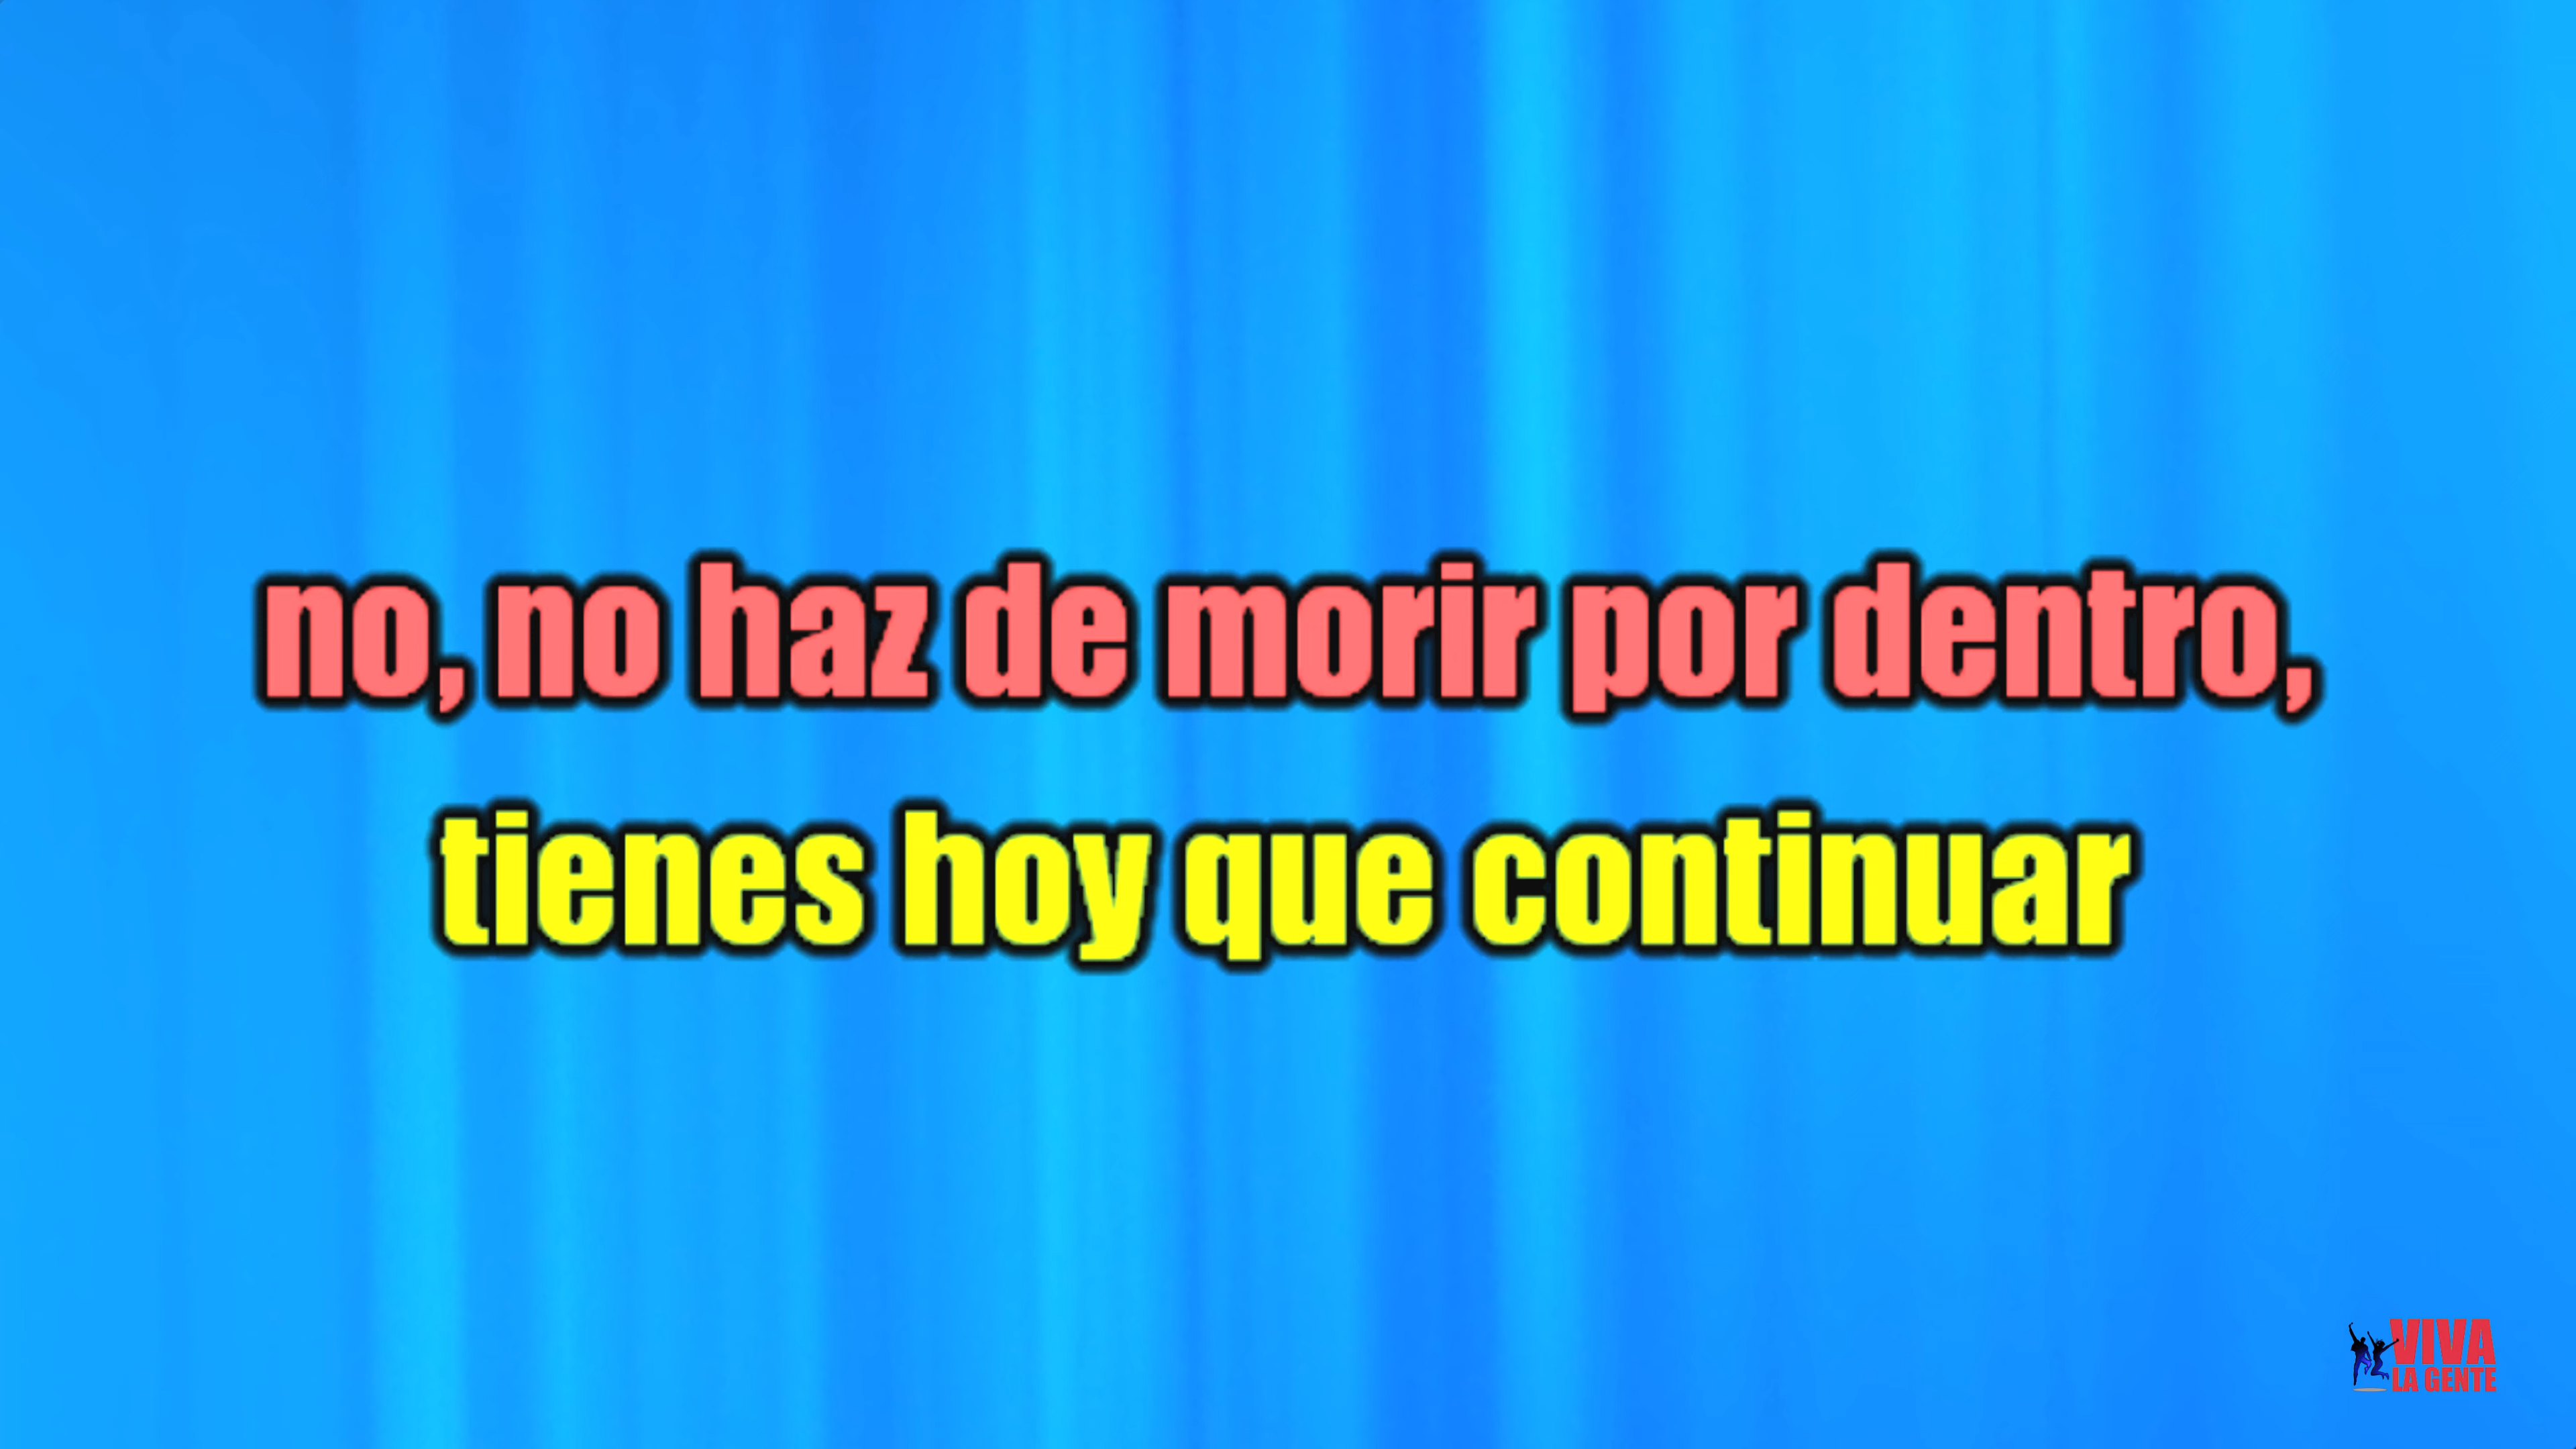 no, no haz de morir por dentro,
tienes hoy que continuar
VIVA
LA GENTE